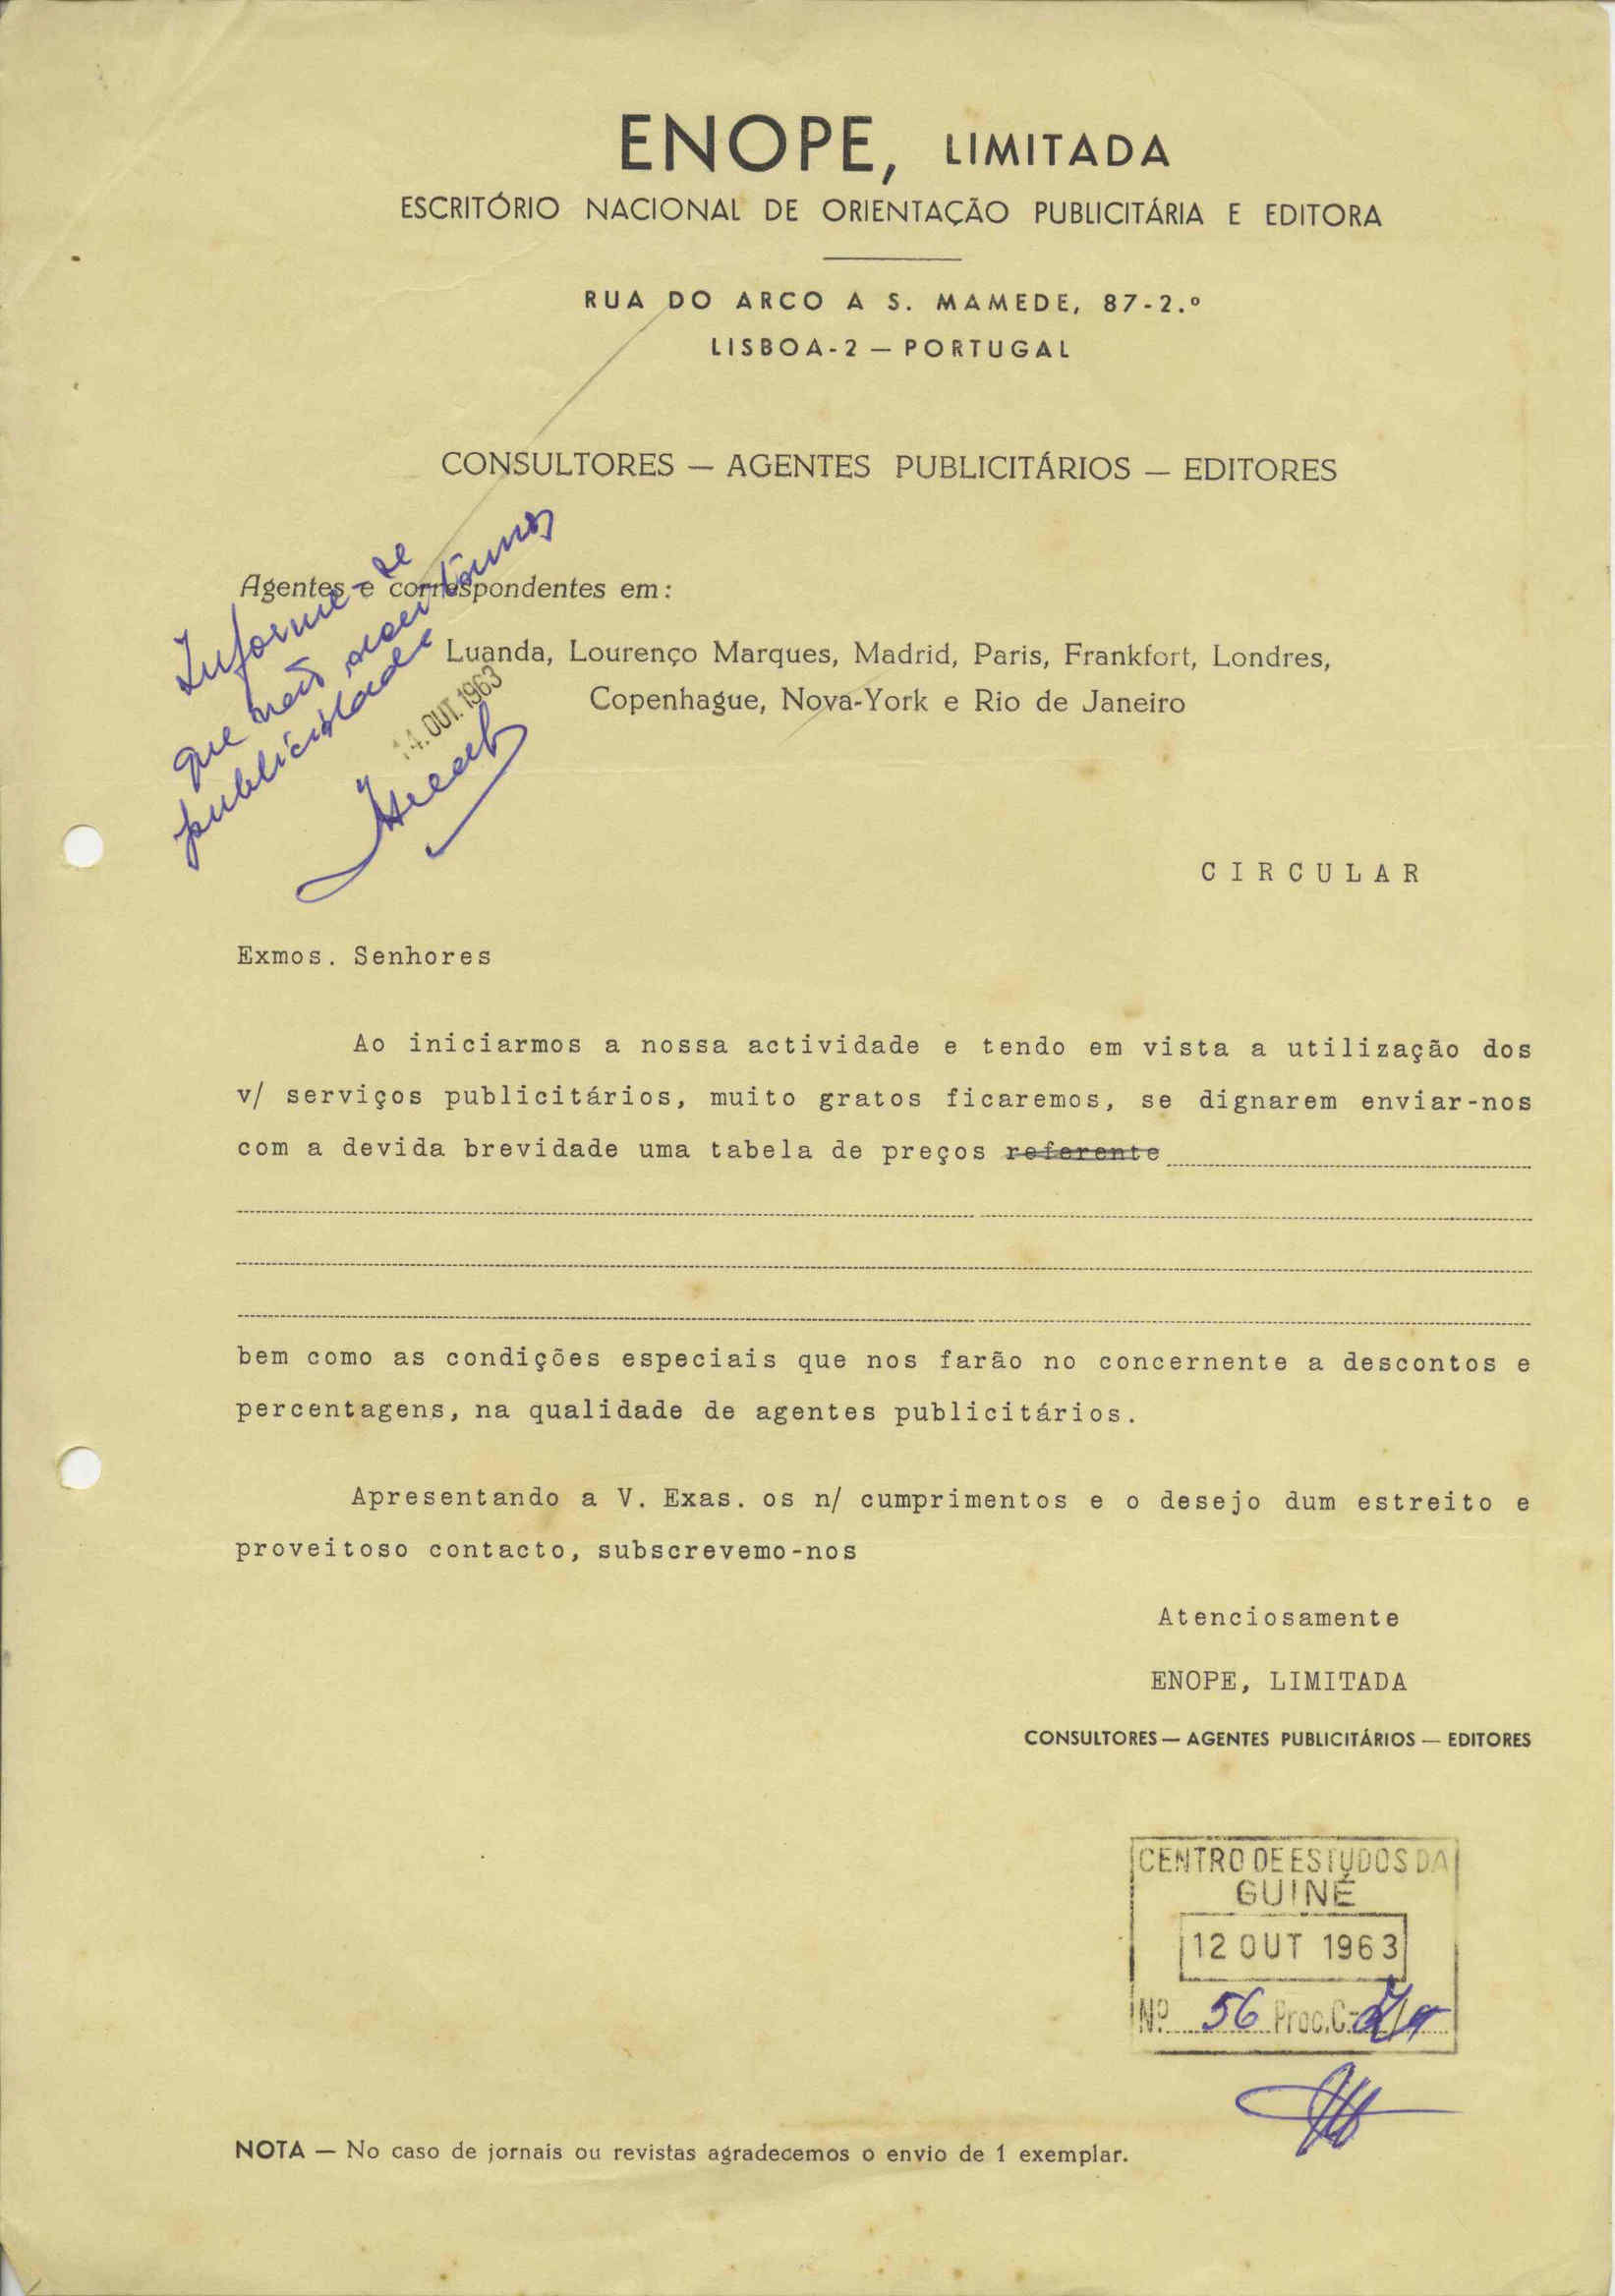 ENOPE, LIMITADA
ESCRITÓRIO NACIONAL DE ORIENTAÇÃO PUBLICITÁRIA E EDITORA
RUA DO ARCO A S. MAMEDE, 87-2.º
LISBOA-2 — PORTUGAL
CONSULTORES — AGENTES PUBLICITÁRIOS — EDITORES
Agentes e correspondentes em:
Luanda, Lourenço Marques, Madrid, Paris, Frankfort, Londres,
Copenhague, Nova-York e Rio de Janeiro
Informe-se
que não aceitamos
publicidade
14.OUT.1963
CIRCULAR
Exmos. Senhores
Ao iniciarmos a nossa actividade e tendo em vista a utilização dos
v/ serviços publicitários, muito gratos ficaremos, se dignarem enviar-nos
com a devida brevidade uma tabela de preços referente
bem como as condições especiais que nos farão no concernente a descontos e
percentagens, na qualidade de agentes publicitários.
Apresentando a V. Exas. os n/ cumprimentos e o desejo dum estreito e
proveitoso contacto, subscrevemo-nos
Atenciosamente
ENOPE, LIMITADA
CONSULTORES — AGENTES PUBLICITÁRIOS — EDITORES
CENTRO DE ESTUDOS DA
GUINÉ
12 OUT 1963
Nº 56 Proc.C-
NOTA — No caso de jornais ou revistas agradecemos o envio de 1 exemplar.